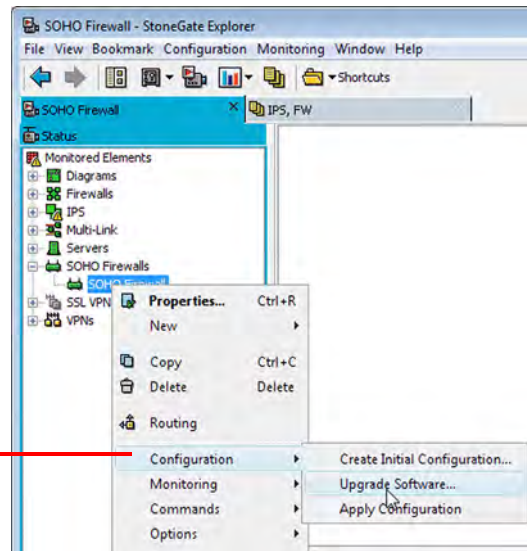 SOHO Firewall - StoneGate Explorer
File View Bookmark Configuration Monitoring Window Help
Shortcuts
SOHO Firewall
IPS, FW
Status
Monitored Elements
Diagrams
Firewalls
IPS
Multi-Link
Servers
SOHO Firewalls
SOHO Firewall
SSL VPN
VPNs
Properties... Ctrl+R
New
Copy Ctrl+C
Delete Delete
Routing
Configuration
Monitoring
Commands
Options
Create Initial Configuration...
Upgrade Software...
Apply Configuration